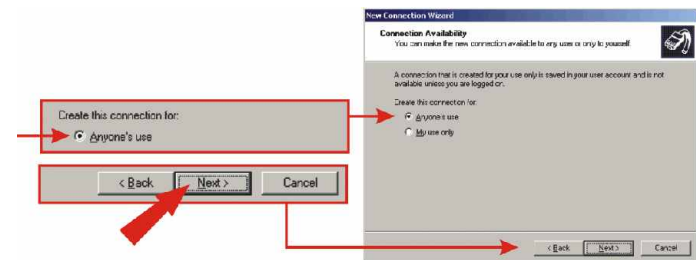 New Connection Wizard
Connection Availability
You can make the new connection available to any user or only to yourself.
A connection that is created for your use only is saved in your user account and is not
available unless you are logged on.
Create this connection for:
Anyone's use
My use only
< Back Next > Cancel
Create this connection for:
Anyone's use
< Back Next > Cancel